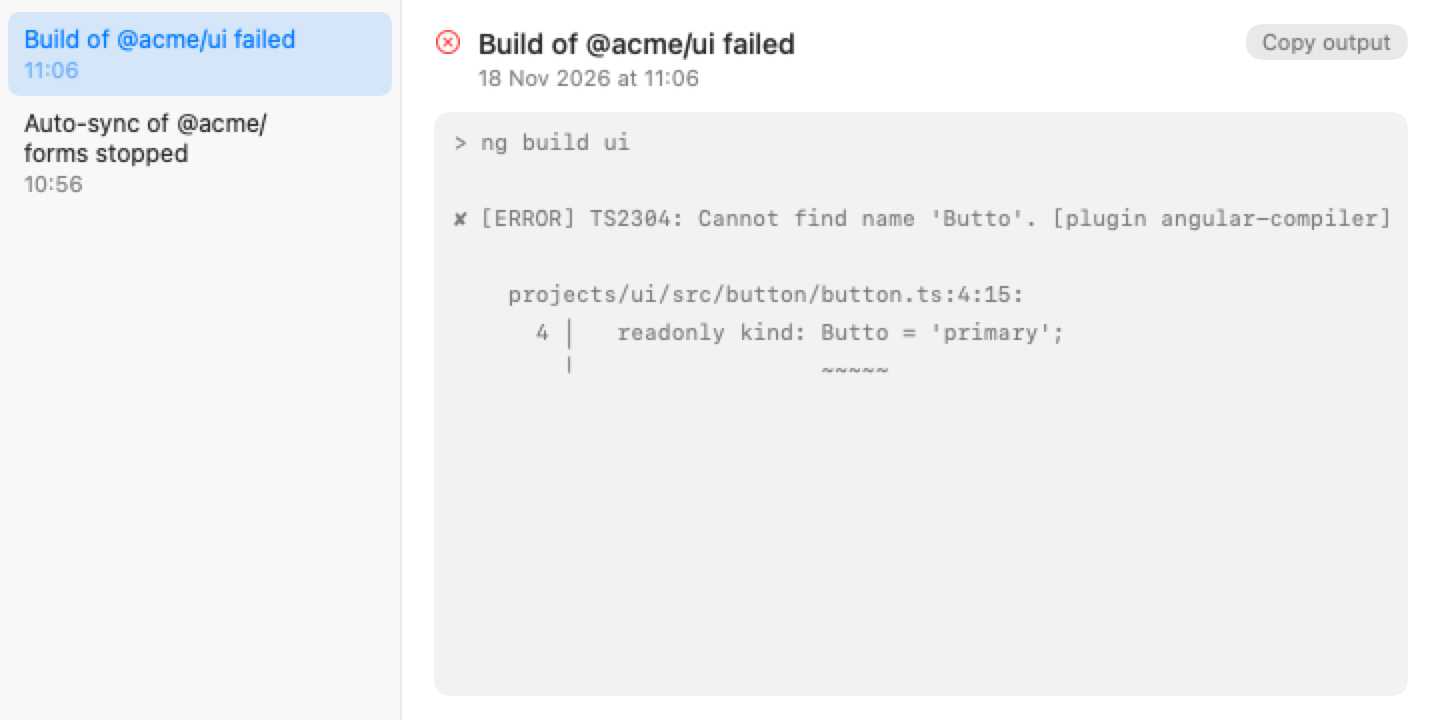 Build of @acme/ui failed
11:06
Auto-sync of @acme/
forms stopped
10:56
Build of @acme/ui failed
18 Nov 2026 at 11:06
Copy output
> ng build ui
✘ [ERROR] TS2304: Cannot find name 'Butto'. [plugin angular-compiler]
projects/ui/src/button/button.ts:4:15:
4 │   readonly kind: Butto = 'primary';
╵                  ~~~~~